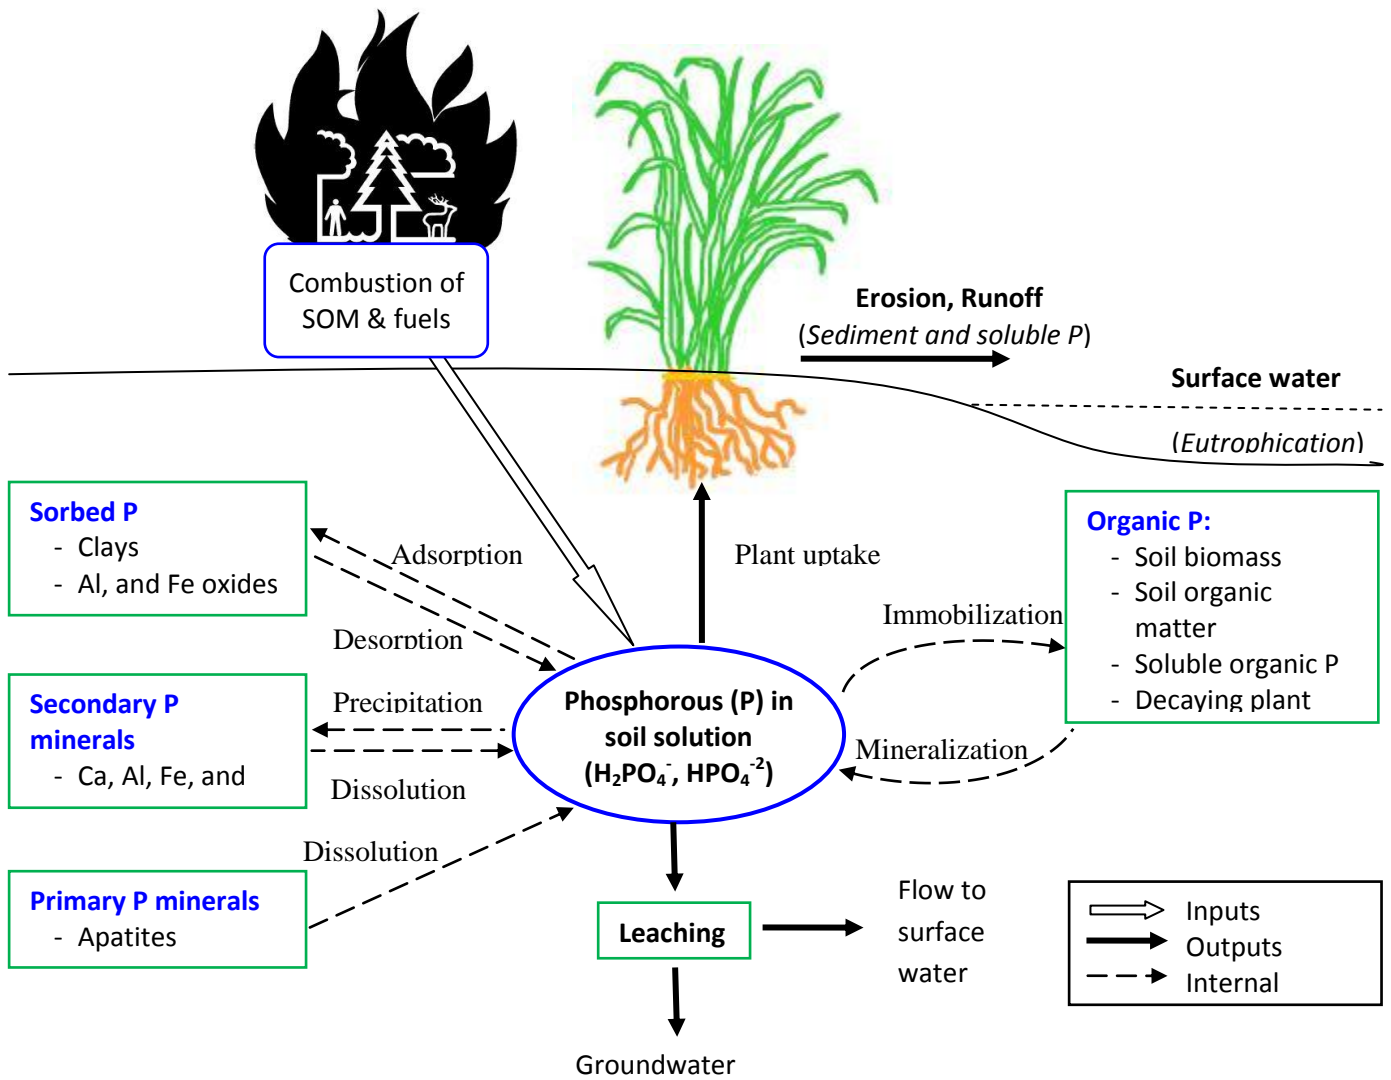 Combustion of
SOM & fuels
Erosion, Runoff
(Sediment and soluble P)
Surface water
(Eutrophication)
Sorbed P
- Clays
- Al, and Fe oxides
Adsorption
Desorption
Plant uptake
Immobilization
Organic P:
- Soil biomass
- Soil organic
matter
- Soluble organic P
- Decaying plant
Secondary P
minerals
- Ca, Al, Fe, and
Precipitation
Dissolution
Phosphorous (P) in
soil solution
(H₂PO₄⁻, HPO₄⁻²)
Mineralization
Dissolution
Primary P minerals
- Apatites
Leaching
Flow to
surface
water
Groundwater
Inputs
Outputs
Internal